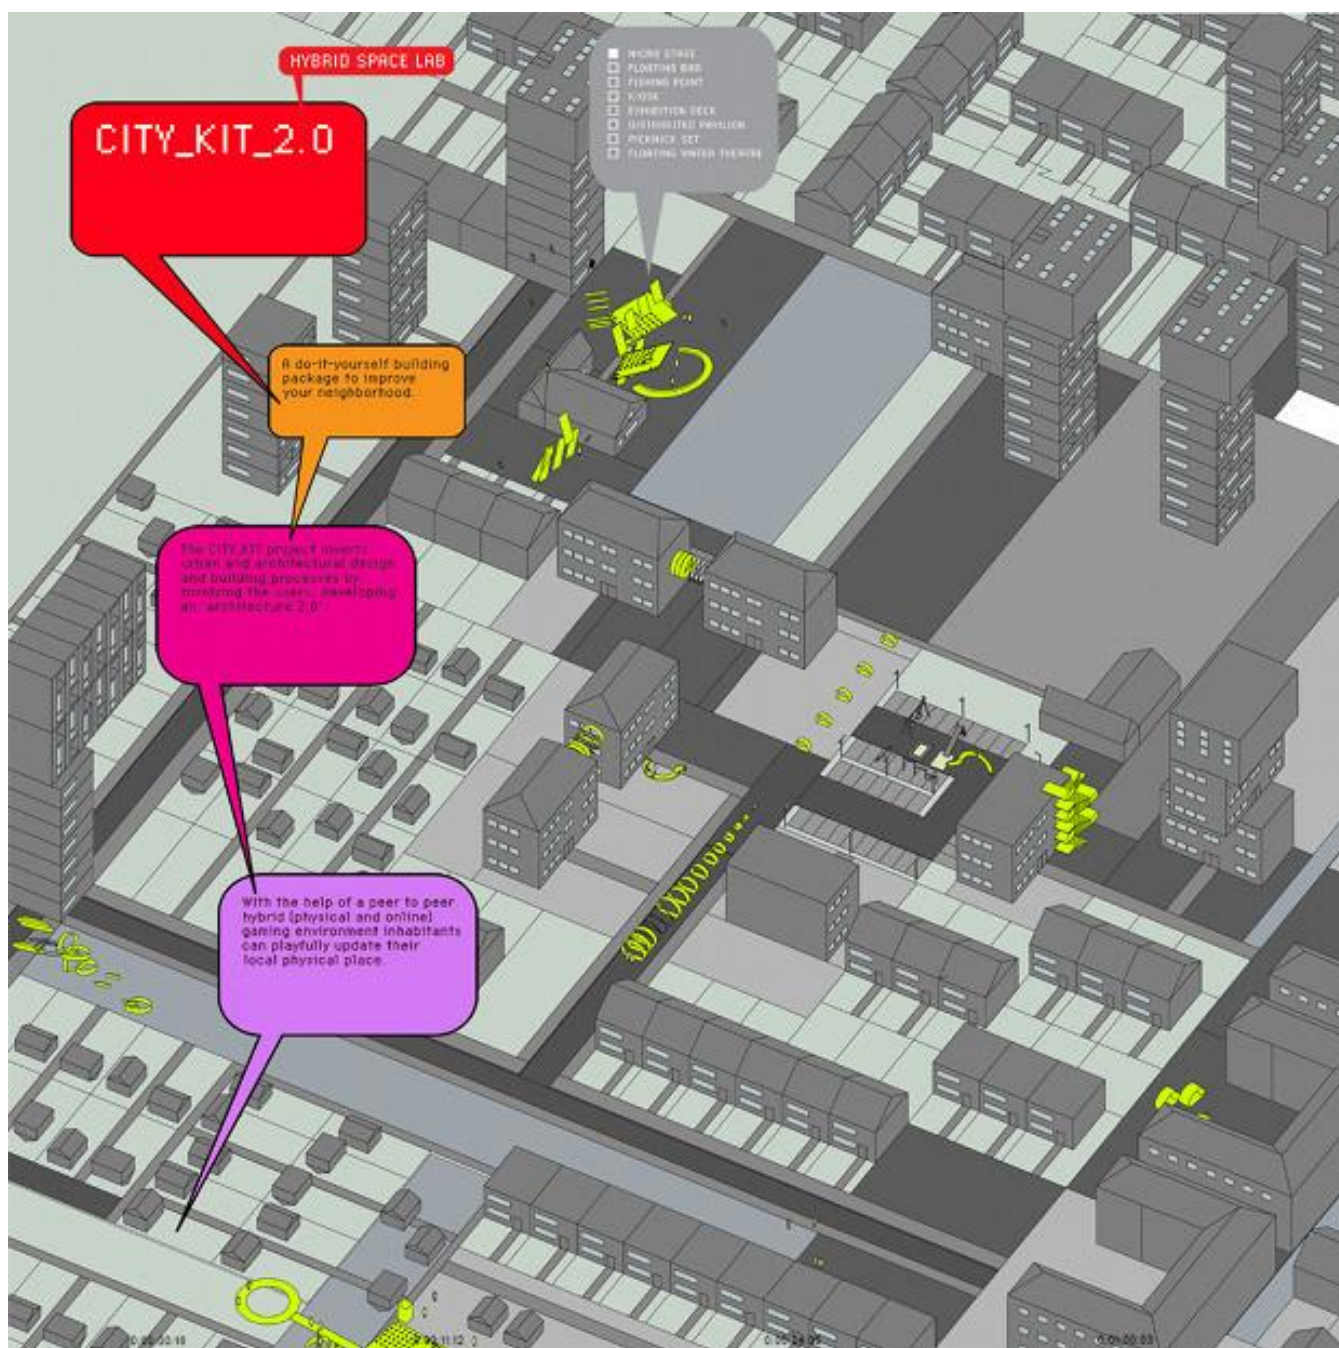 HYBRID SPACE LAB
CITY_KIT_2.0
MICRO STAGE
FLOATING BAR
FISHING POINT
KIOSK
EXHIBITION DECK
DISTRIBUTED PAVILION
PICKNICK SET
FLOATING WATER THEATRE
A do-it-yourself building
package to improve
your neighborhood.
The CITY_KIT project inverts
urban and architectural design
and building processes by
involving the users, developing
an 'architecture 2.0'
With the help of a peer to peer
hybrid (physical and online)
gaming environment inhabitants
can playfully update their
local physical place.